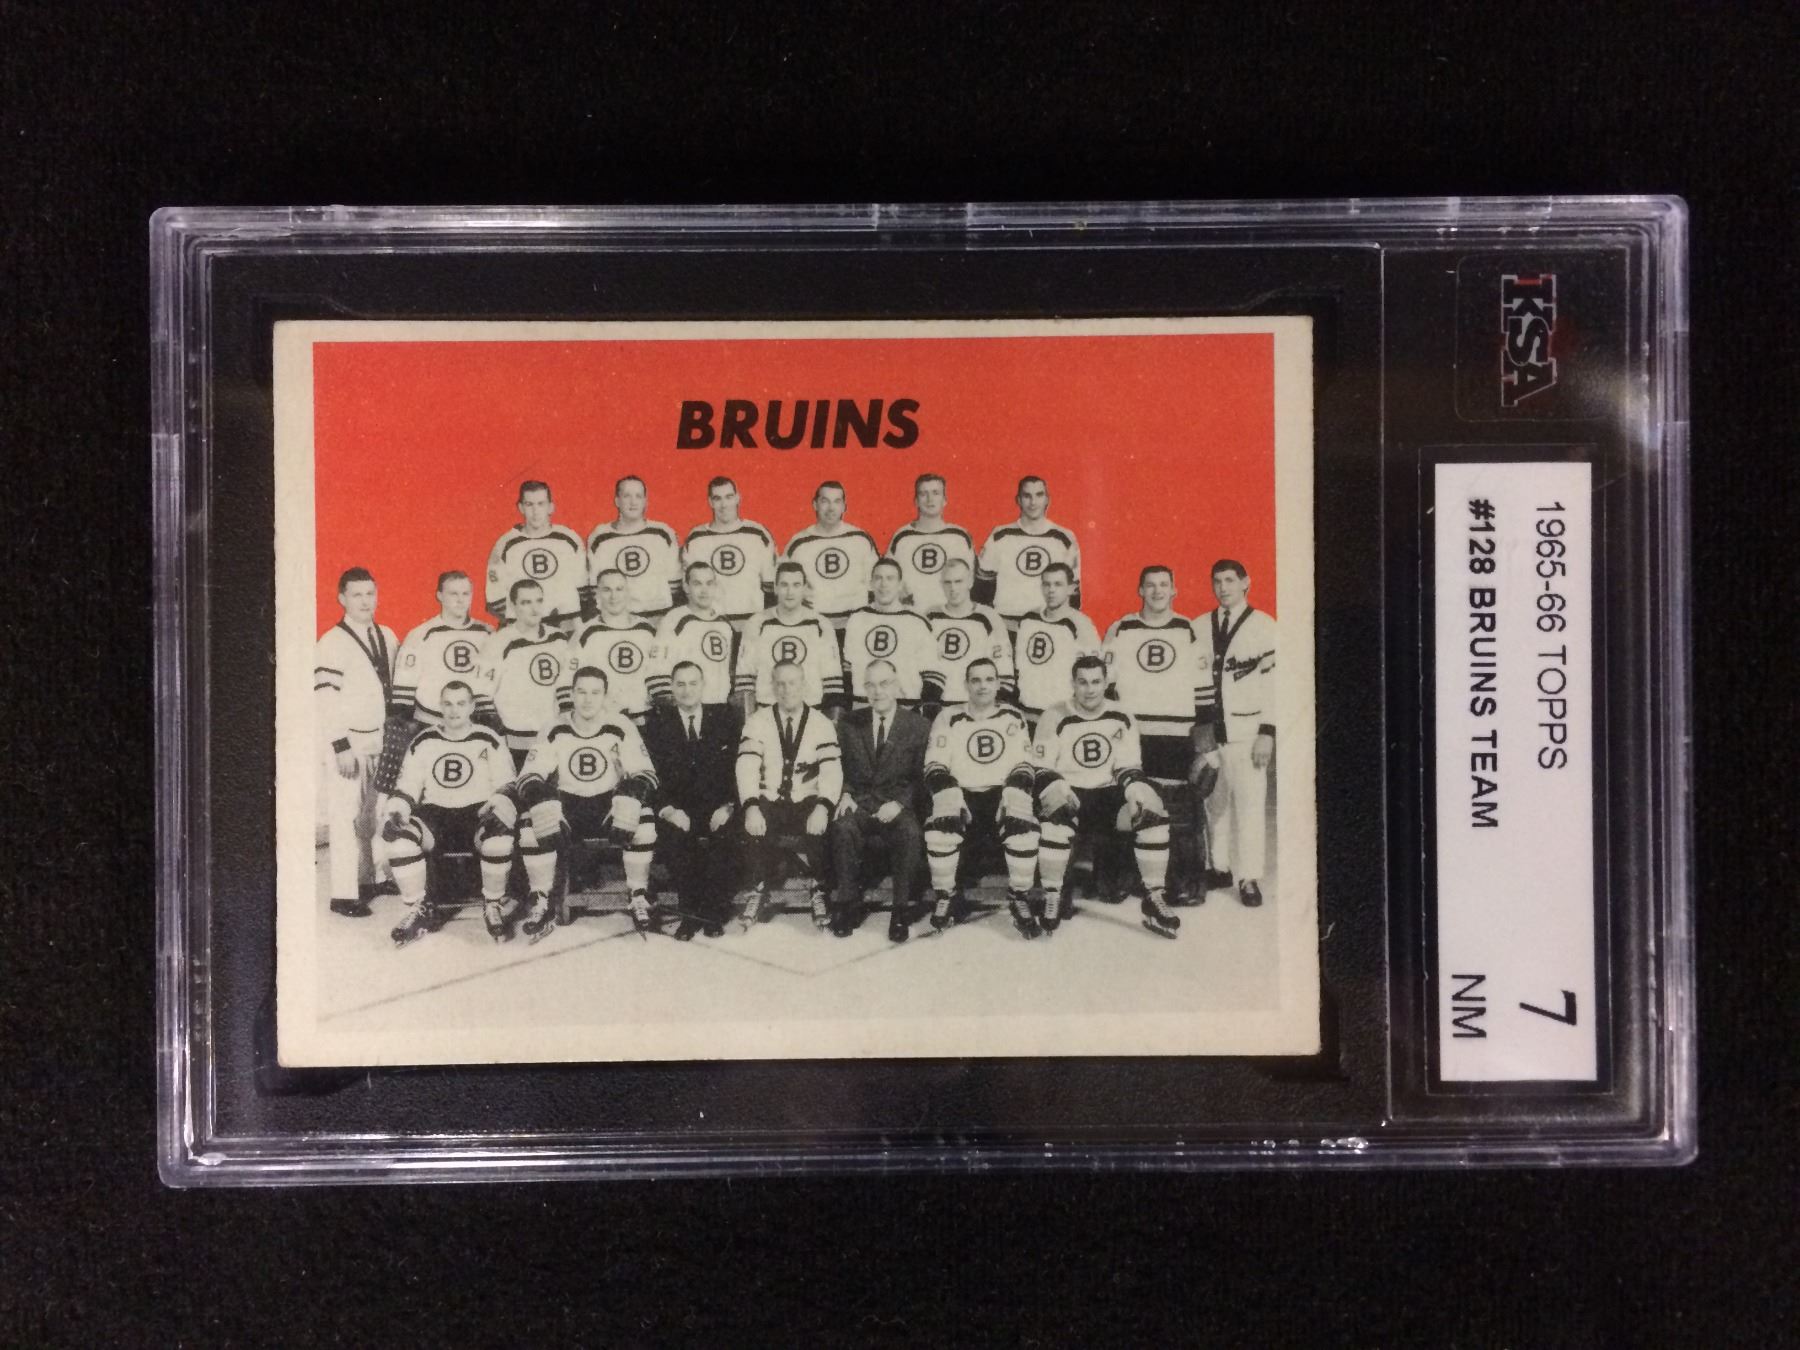 BRUINS
KSA
1965-66 TOPPS
#128 BRUINS TEAM
7
NM